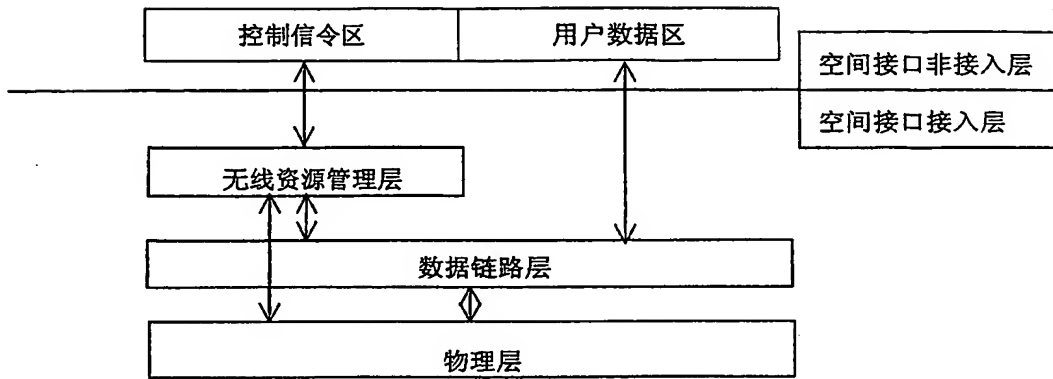 控制信令区
用户数据区
空间接口非接入层
空间接口接入层
无线资源管理层
数据链路层
物理层